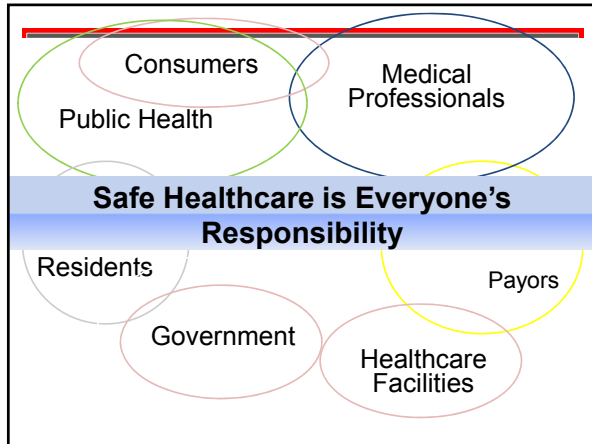 Consumers
Medical
Professionals
Public Health
Safe Healthcare is Everyone's
Responsibility
Residents
Payors
Government
Healthcare
Facilities